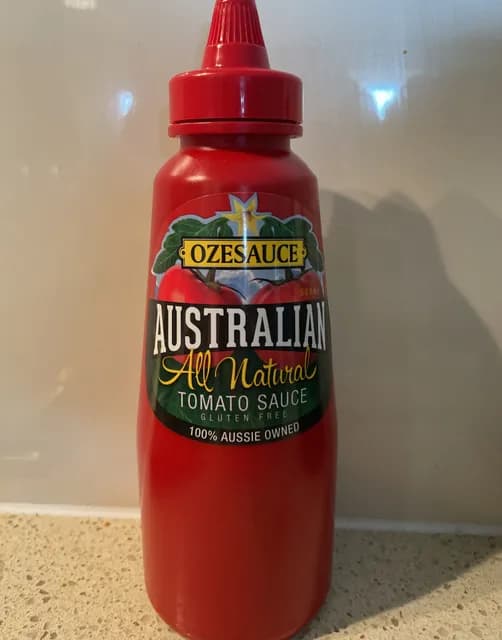 OZESAUCE
AUSTRALIAN
All Natural
TOMATO SAUCE
GLUTEN FREE
100% AUSSIE OWNED